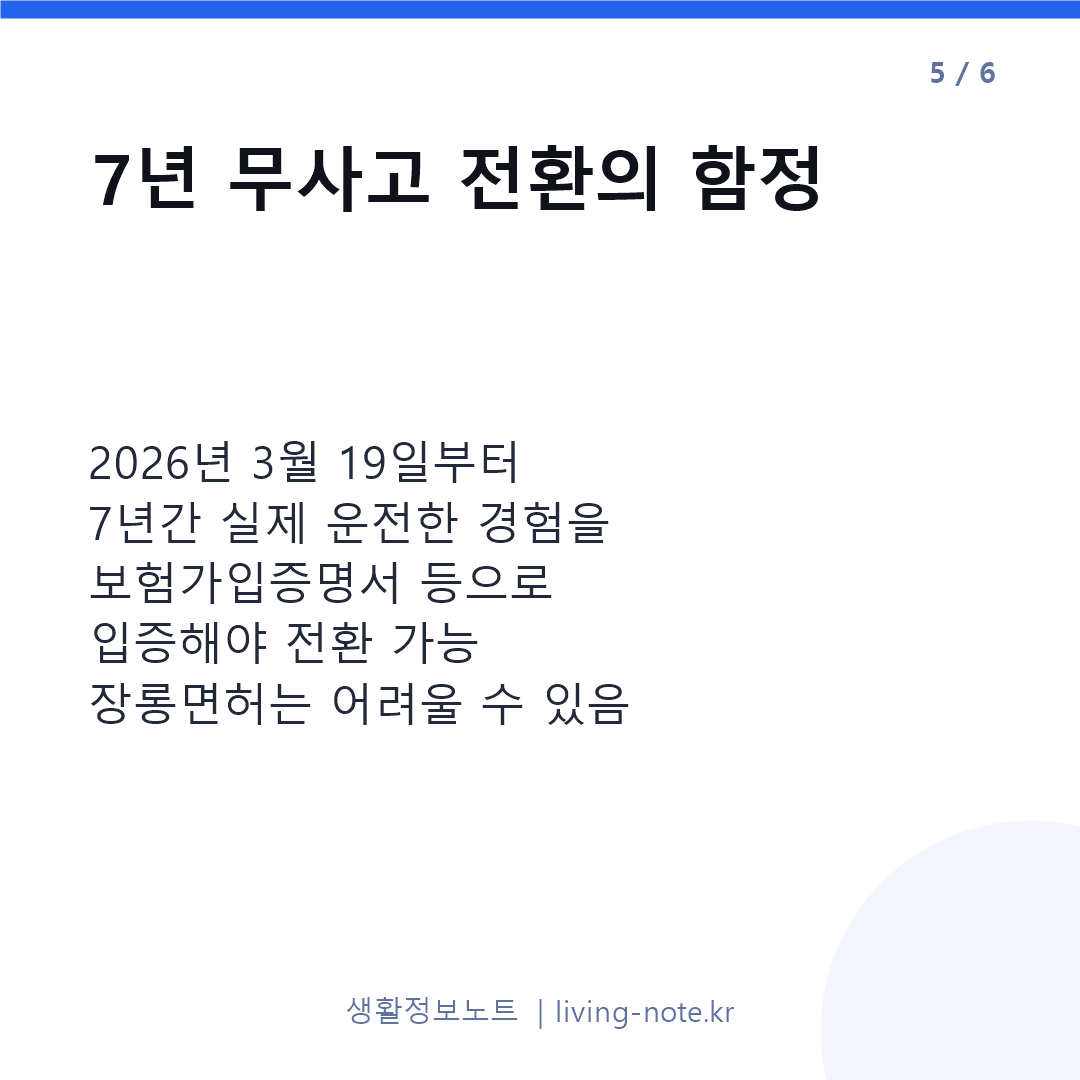 5 / 6
7년 무사고 전환의 함정
2026년 3월 19일부터
7년간 실제 운전한 경험을
보험가입증명서 등으로
입증해야 전환 가능
장롱면허는 어려울 수 있음
생활정보노트 | living-note.kr